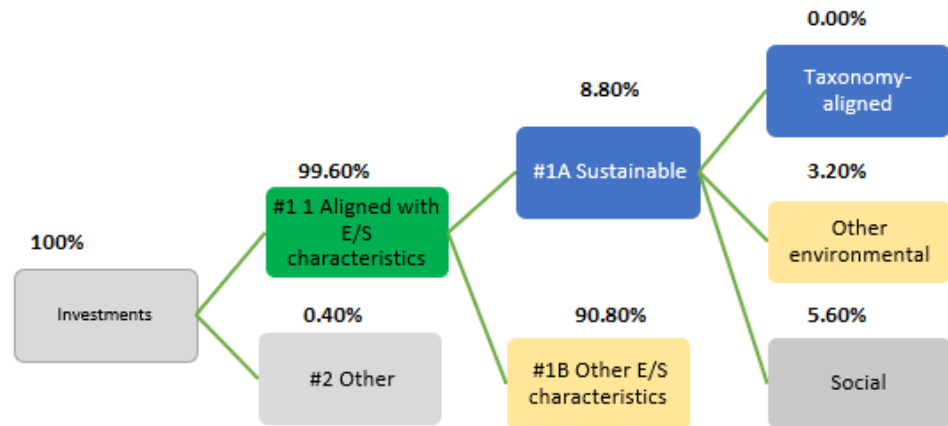 0.00%
Taxonomy-
aligned
8.80%
#1A Sustainable
99.60%
3.20%
#1 1 Aligned with
E/S
characteristics
Other
environmental
100%
Investments
0.40%
90.80%
5.60%
#2 Other
#1B Other E/S
characteristics
Social